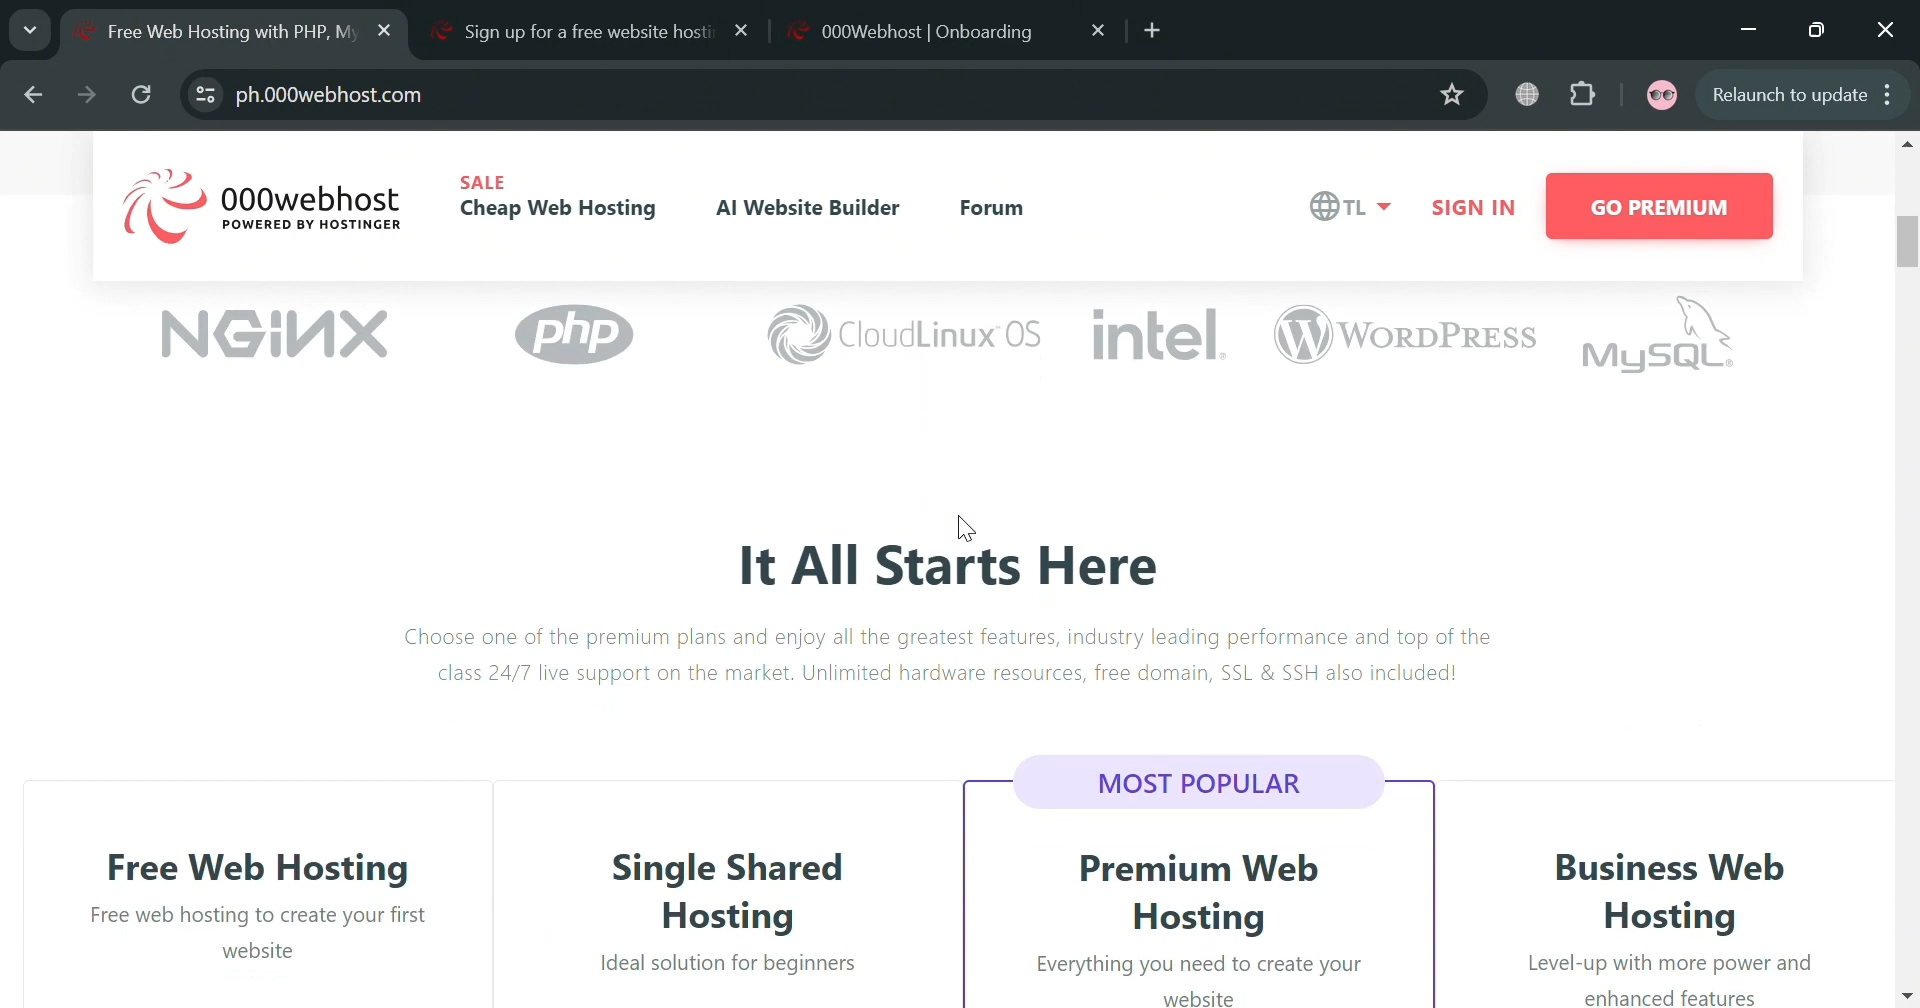 Free Web Hosting with PHP, My
Sign up for a free website hosti
000Webhost | Onboarding
ph.000webhost.com
Relaunch to update
000webhost
POWERED BY HOSTINGER
SALE
Cheap Web Hosting
AI Website Builder
Forum
TL
SIGN IN
GO PREMIUM
NGINX
php
CloudLinux OS
intel
WORDPRESS
MySQL
It All Starts Here
Choose one of the premium plans and enjoy all the greatest features, industry leading performance and top of the
class 24/7 live support on the market. Unlimited hardware resources, free domain, SSL & SSH also included!
Free Web Hosting
Free web hosting to create your first
website
Single Shared
Hosting
Ideal solution for beginners
MOST POPULAR
Premium Web
Hosting
Everything you need to create your
website
Business Web
Hosting
Level-up with more power and
enhanced features